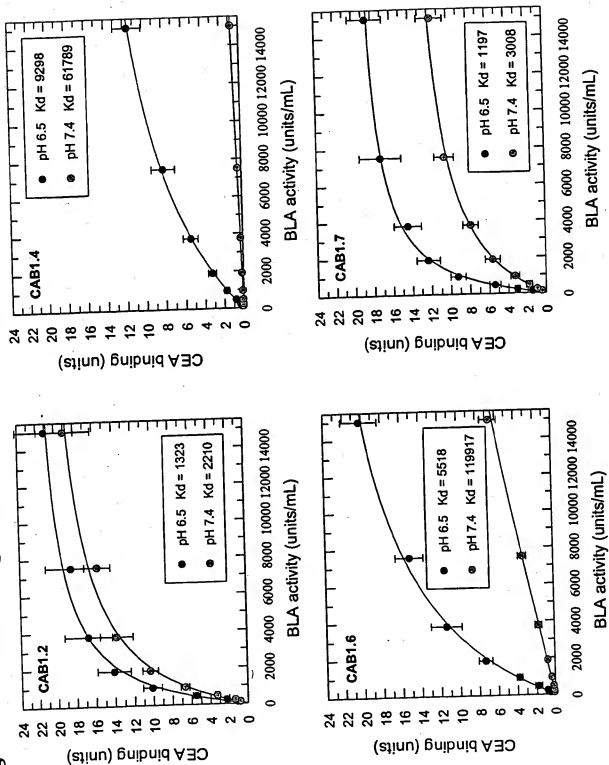 24
22
20
18
16
14
12
10
8
6
4
2
0
CEA binding (units)
CAB1.2
pH 6.5 Kd = 1323
pH 7.4 Kd = 2210
0 2000 4000 6000 8000 10000 12000 14000
BLA activity (units/mL)
24
22
20
18
16
14
12
10
8
6
4
2
0
CEA binding (units)
CAB1.4
pH 6.5 Kd = 9298
pH 7.4 Kd = 61789
0 2000 4000 6000 8000 10000 12000 14000
BLA activity (units/mL)
24
22
20
18
16
14
12
10
8
6
4
2
0
CEA binding (units)
CAB1.6
pH 6.5 Kd = 5518
pH 7.4 Kd = 119917
0 2000 4000 6000 8000 10000 12000 14000
BLA activity (units/mL)
24
22
20
18
16
14
12
10
8
6
4
2
0
CEA binding (units)
CAB1.7
pH 6.5 Kd = 1197
pH 7.4 Kd = 3008
0 2000 4000 6000 8000 10000 12000 14000
BLA activity (units/mL)